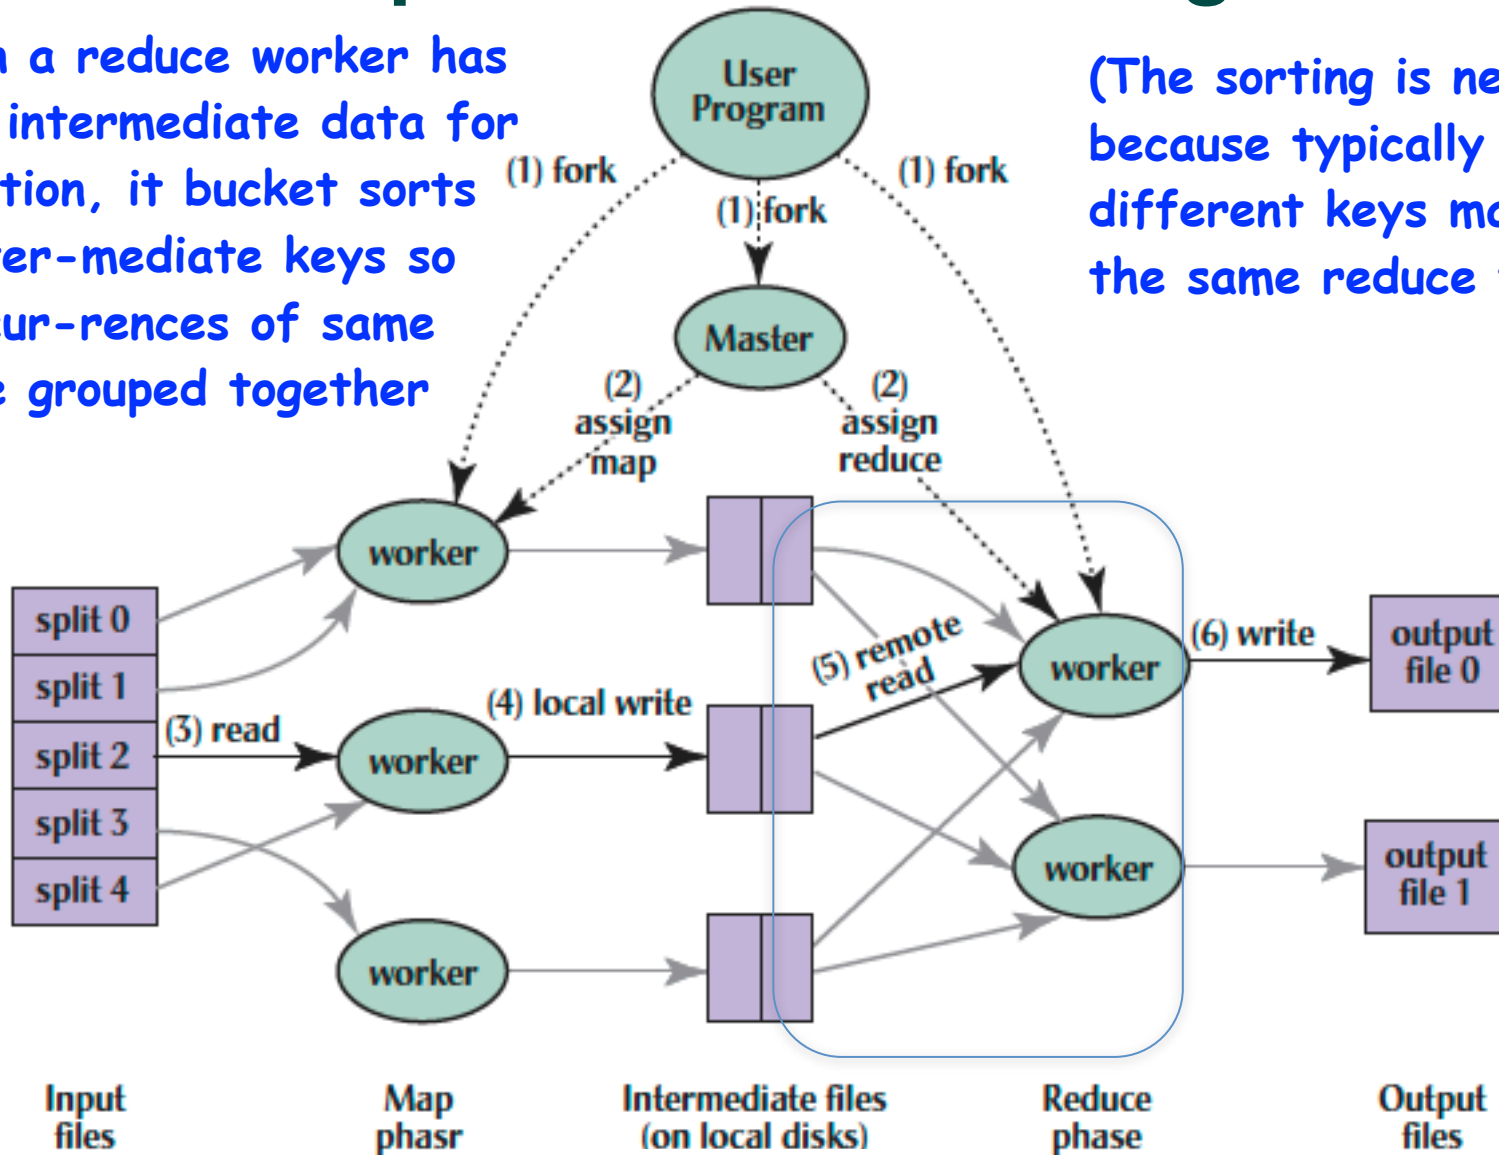 a reduce worker has
intermediate data for
tion, it bucket sorts
er-mediate keys so
ur-rences of same
grouped together
(The sorting is
because typically
different keys
the same reduce
User
Program
(1) fork
(1) fork
(1) fork
Master
(2)
assign
map
(2)
assign
reduce
worker
split 0
split 1
split 2
split 3
split 4
(3) read
worker
(4) local write
worker
(5) remote
read
worker
(6) write
output
file 0
worker
output
file 1
Input
files
Map
phasr
Intermediate files
(on local disks)
Reduce
phase
Output
files